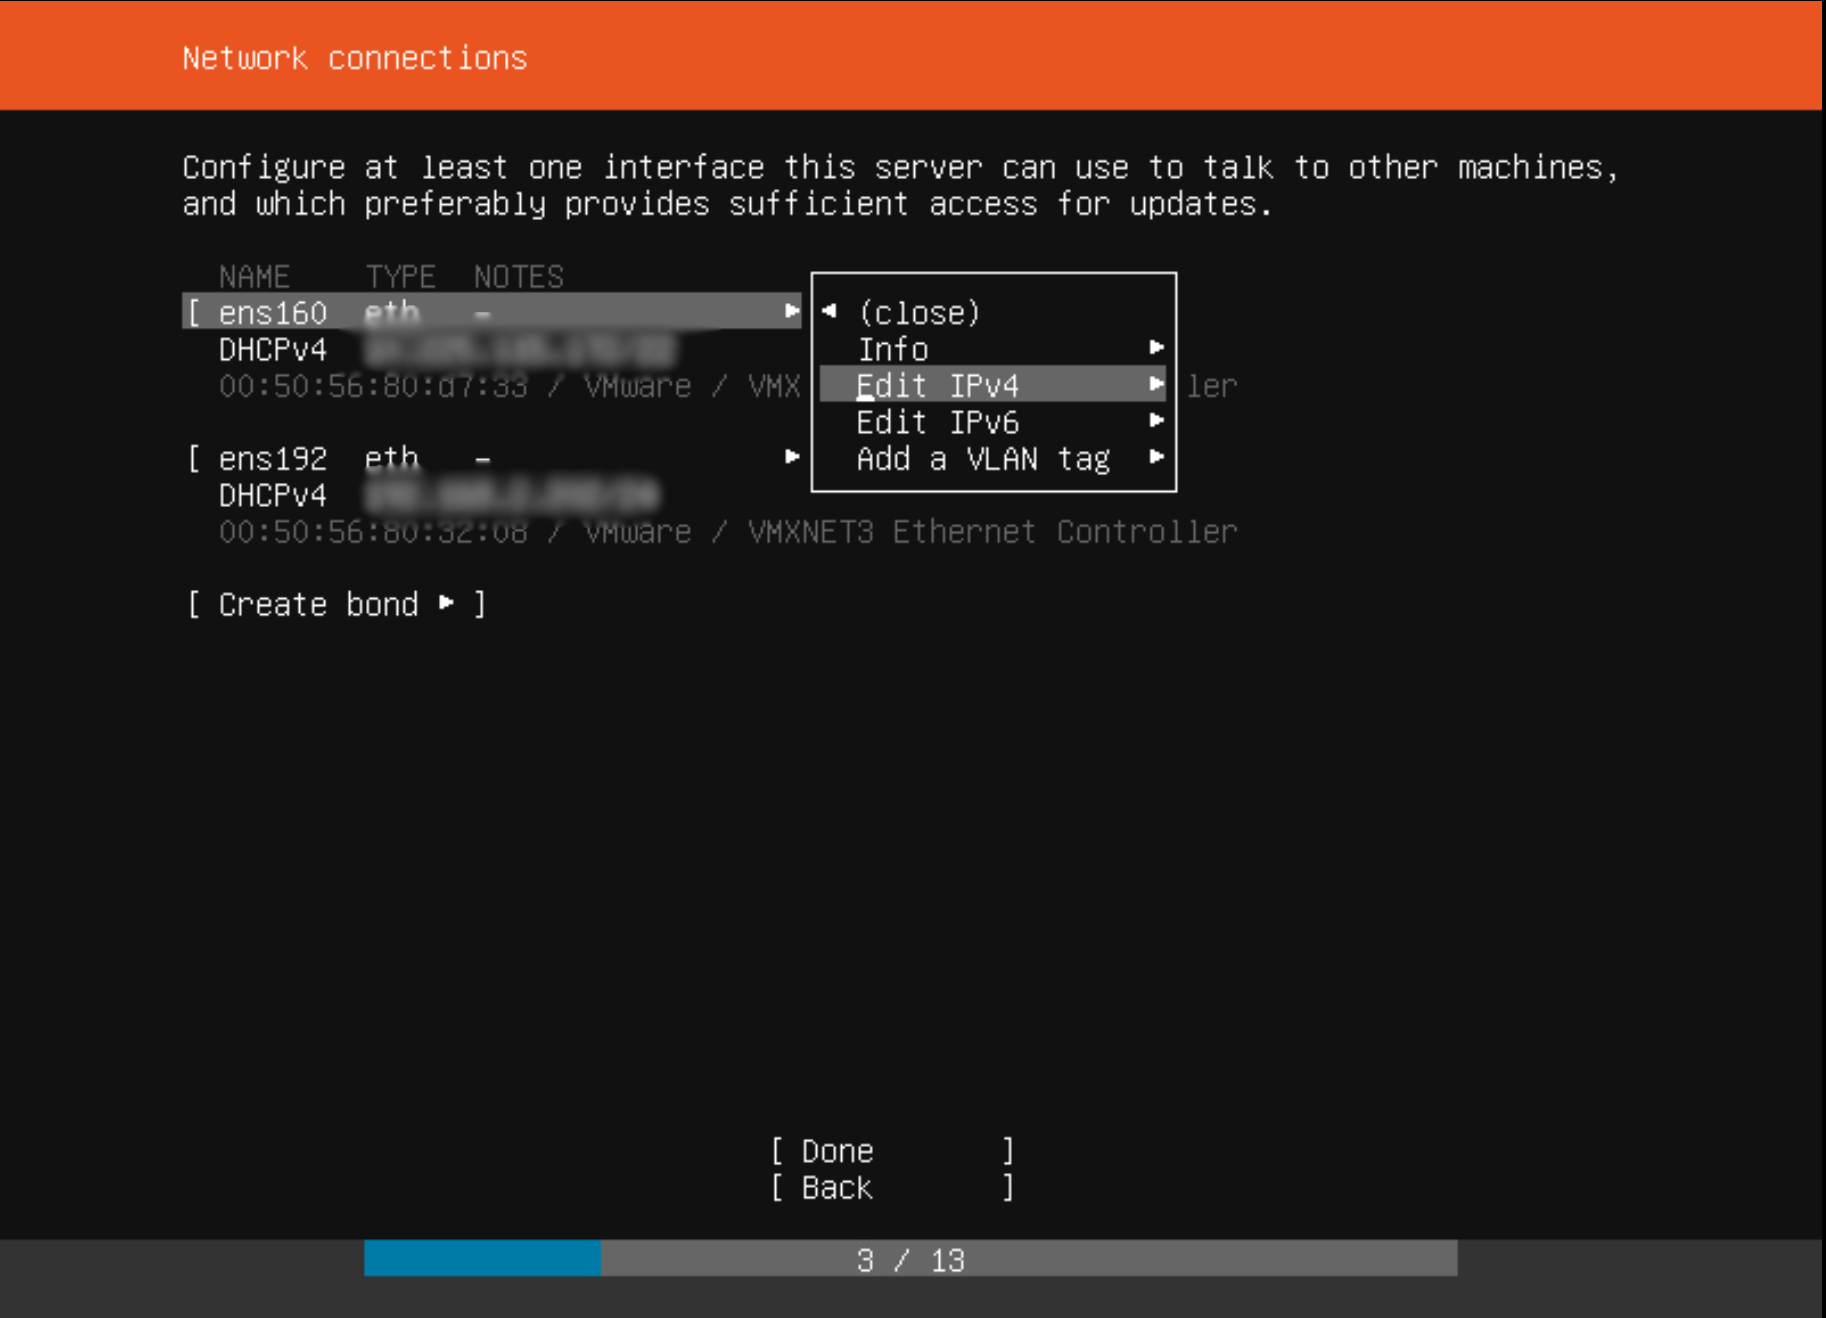 Network connections
Configure at least one interface this server can use to talk to other machines,
and which preferably provides sufficient access for updates.
NAME TYPE NOTES
[ ens160 eth - ▸
◂ (close)
DHCPv4
Info ▸
00:50:56:80:d7:33 / VMware / VMX
Edit IPv4 ▸
ler
Edit IPv6 ▸
[ ens192 eth - ▸
Add a VLAN tag ▸
DHCPv4
00:50:56:80:32:08 / VMware / VMXNET3 Ethernet Controller
[ Create bond ▸ ]
[ Done ]
[ Back ]
3 / 13